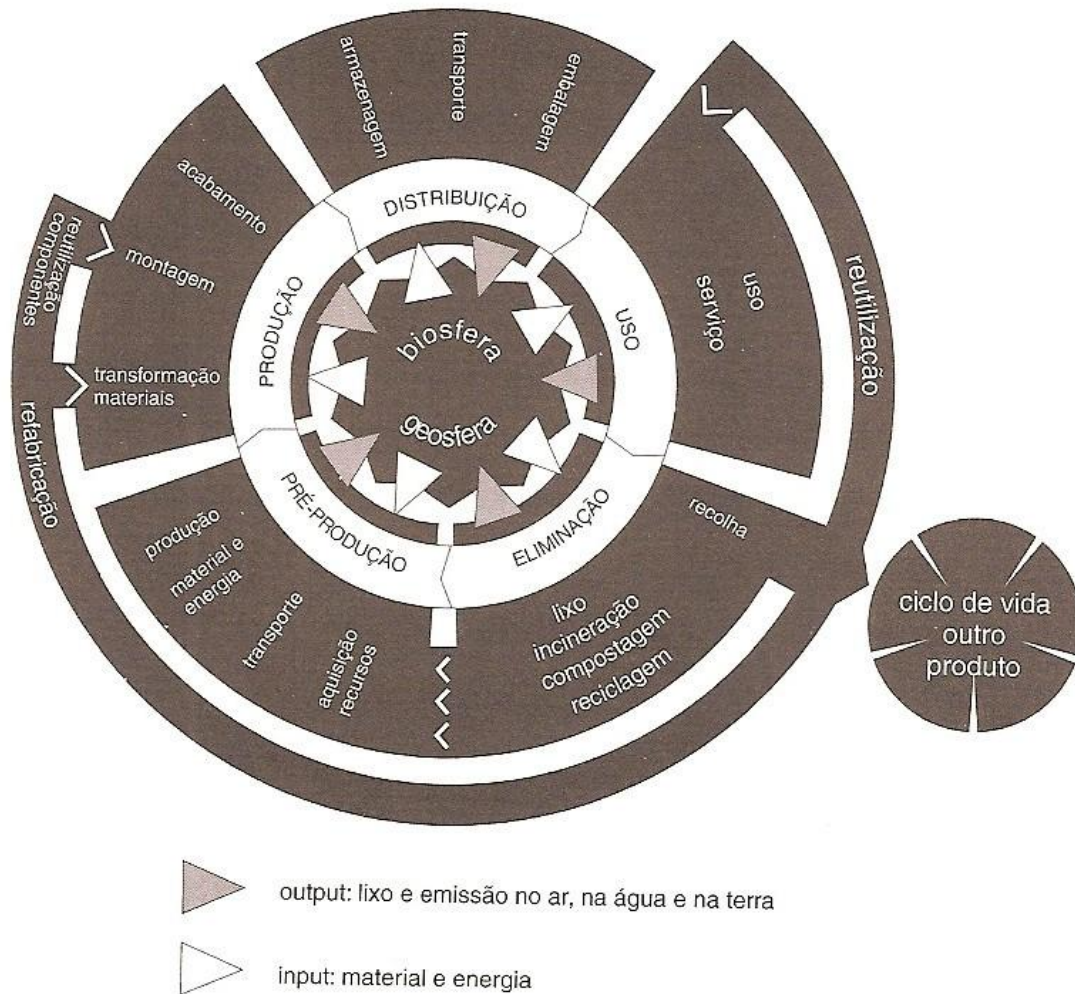 armazenagem
transporte
embalagem
acabamento
montagem
transformação
materiais
reutilização
componentes
refabricação
DISTRIBUIÇÃO
PRODUÇÃO
USO
PRÉ-PRODUÇÃO
ELIMINAÇÃO
biosfera
geosfera
uso
serviço
reutilização
recolha
lixo
incineração
compostagem
reciclagem
produção
material e
energia
transporte
aquisição
recursos
ciclo de vida
outro
produto
output: lixo e emissão no ar, na água e na terra
input: material e energia